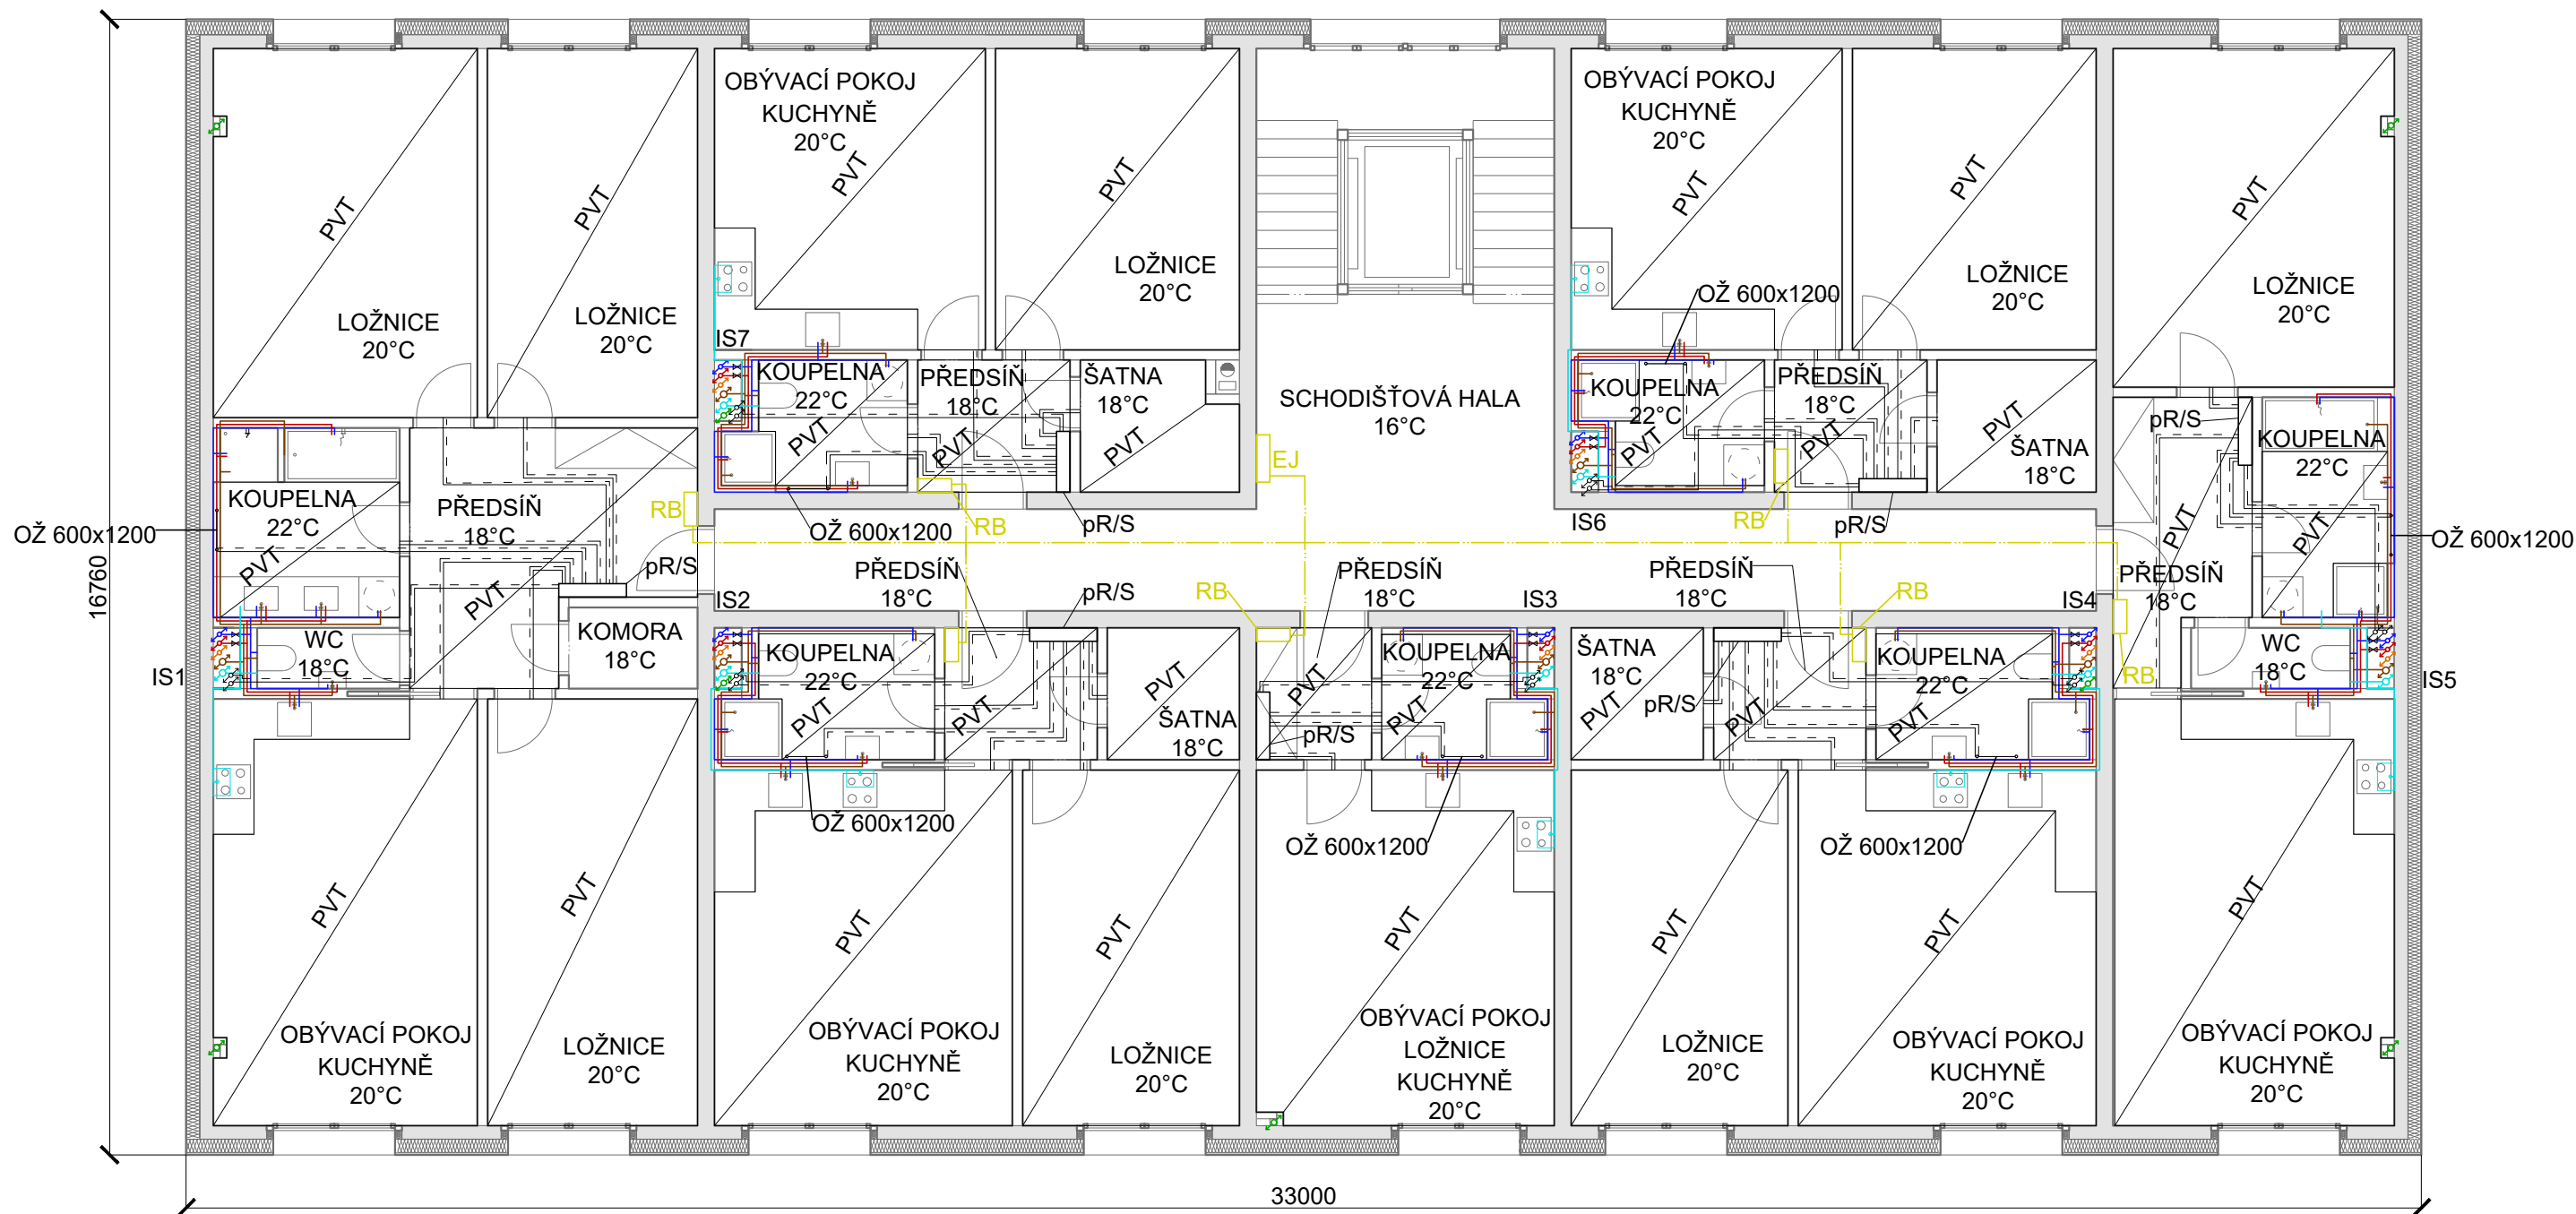 OBÝVACÍ POKOJ
KUCHYNĚ
20°C
PVT
PVT
LOŽNICE
20°C
PVT
LOŽNICE
20°C
PVT
LOŽNICE
20°C
OBÝVACÍ POKOJ
KUCHYNĚ
20°C
PVT
PVT
LOŽNICE
20°C
PVT
LOŽNICE
20°C
OŽ 600x1200
IS7
KOUPELNA
22°C
PVT
PŘEDSÍŇ
18°C
PVT
ŠATNA
18°C
PVT
SCHODIŠŤOVÁ HALA
16°C
EJ
KOUPELNA
22°C
PVT
PŘEDSÍŇ
18°C
PVT
PVT
ŠATNA
18°C
pR/S
PVT
KOUPELNA
22°C
PVT
PŘEDSÍŇ
18°C
OŽ 600x1200
KOUPELNA
22°C
PVT
PŘEDSÍŇ
18°C
PVT
RB
pR/S
OŽ 600x1200
RB
pR/S
IS6
RB
pR/S
OŽ 600x1200
16760
IS1
WC
18°C
KOMORA
18°C
IS2
PŘEDSÍŇ
18°C
pR/S
RB
PŘEDSÍŇ
18°C
IS3
PŘEDSÍŇ
18°C
RB
IS4
WC
18°C
RB
IS5
KOUPELNA
22°C
PVT
PVT
PVT
ŠATNA
18°C
PVT
pR/S
KOUPELNA
22°C
PVT
ŠATNA
18°C
PVT
pR/S
PVT
KOUPELNA
22°C
PVT
OŽ 600x1200
OŽ 600x1200
OŽ 600x1200
PVT
OBÝVACÍ POKOJ
KUCHYNĚ
20°C
PVT
LOŽNICE
20°C
PVT
OBÝVACÍ POKOJ
KUCHYNĚ
20°C
PVT
LOŽNICE
20°C
PVT
OBÝVACÍ POKOJ
LOŽNICE
KUCHYNĚ
20°C
PVT
LOŽNICE
20°C
PVT
OBÝVACÍ POKOJ
KUCHYNĚ
20°C
PVT
OBÝVACÍ POKOJ
KUCHYNĚ
20°C
33000